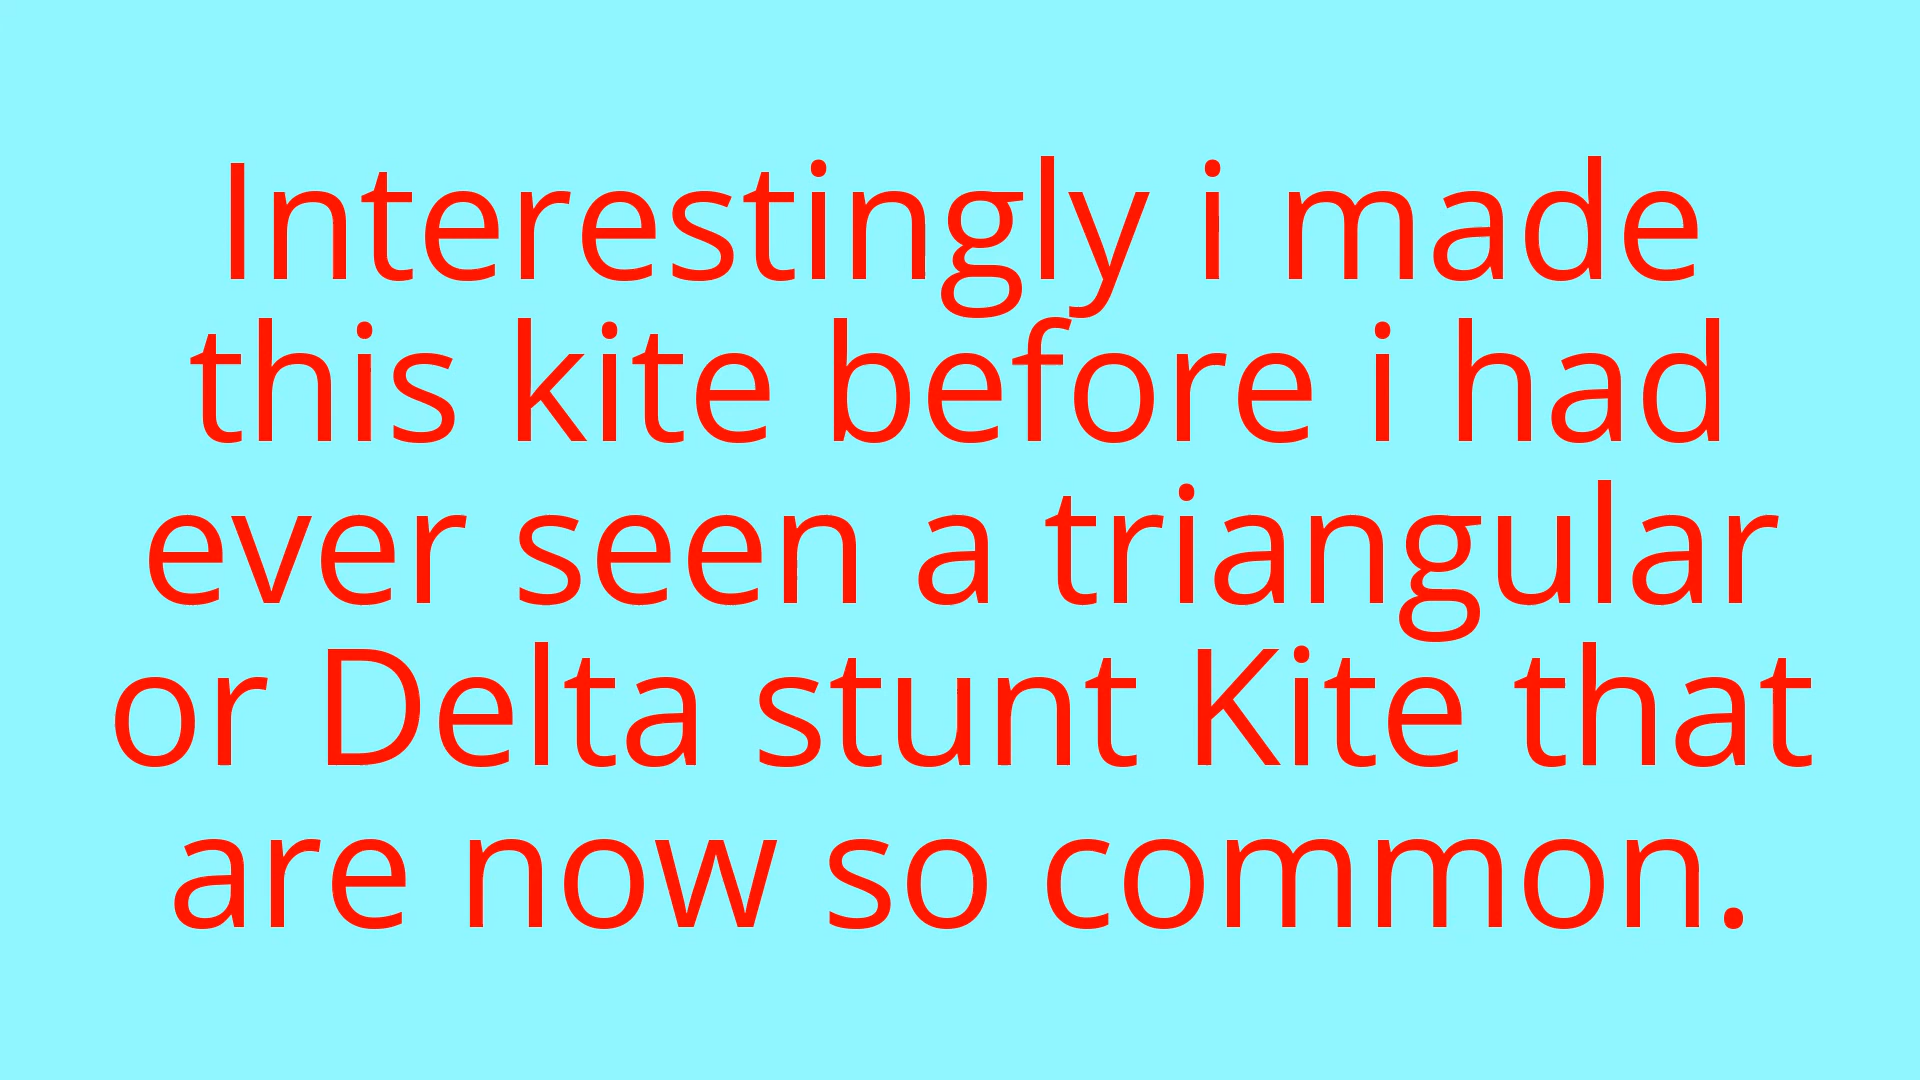 Interestingly i made
this kite before i had
ever seen a triangular
or Delta stunt Kite that
are now so common.